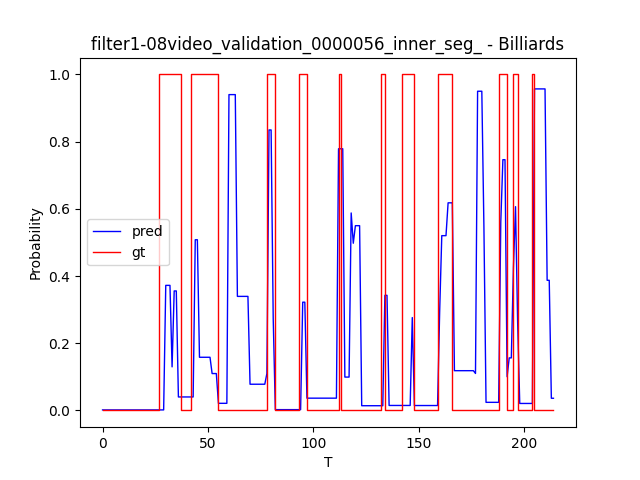 filter1-08video_validation_0000056_inner_seg_ - Billiards
1.0
0.8
0.6
0.4
0.2
0.0
Probability
pred
gt
0
50
100
150
200
T